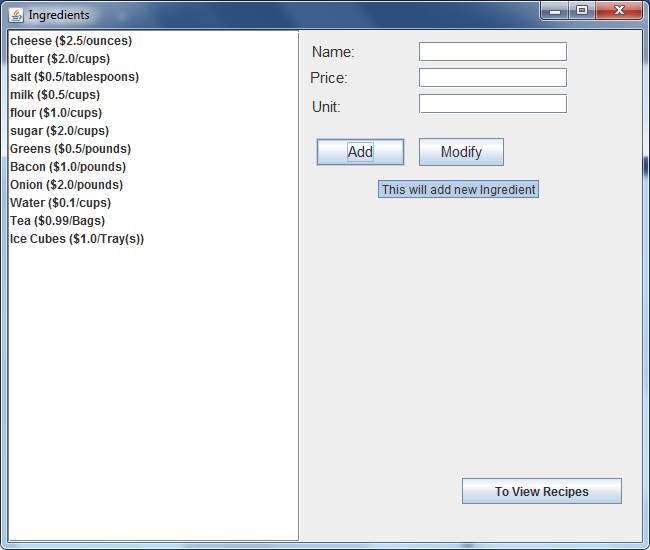 Ingredients
cheese ($2.5/ounces)
butter ($2.0/cups)
salt ($0.5/tablespoons)
milk ($0.5/cups)
flour ($1.0/cups)
sugar ($2.0/cups)
Greens ($0.5/pounds)
Bacon ($1.0/pounds)
Onion ($2.0/pounds)
Water ($0.1/cups)
Tea ($0.99/Bags)
Ice Cubes ($1.0/Tray(s))
Name:
Price:
Unit:
Add Modify
This will add new Ingredient
To View Recipes